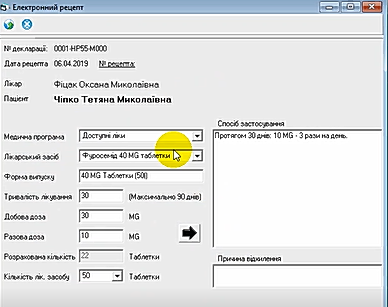 Електронний рецепт
№ декларації: 0001-HP55-M000
Дата рецепта 06.04.2019 № рецепта:
Лікар Фіцак Оксана Миколаївна
Пацієнт Чіпко Тетяна Миколаївна
Спосіб застосування
Медична програма Доступні ліки
Протягом 30 днів: 10 MG - 3 рази на день.
Лікарський засіб Фуросемід 40 MG таблетки
Форма випуску 40 MG Таблетки (50)
Тривалість лікування 30 (Максимально 90 днів)
Добова доза 30 MG
Разова доза 10 MG
Розрахована кількість 22 Таблетки
Причина відхилення
Кількість лік. засобу 50 Таблетки